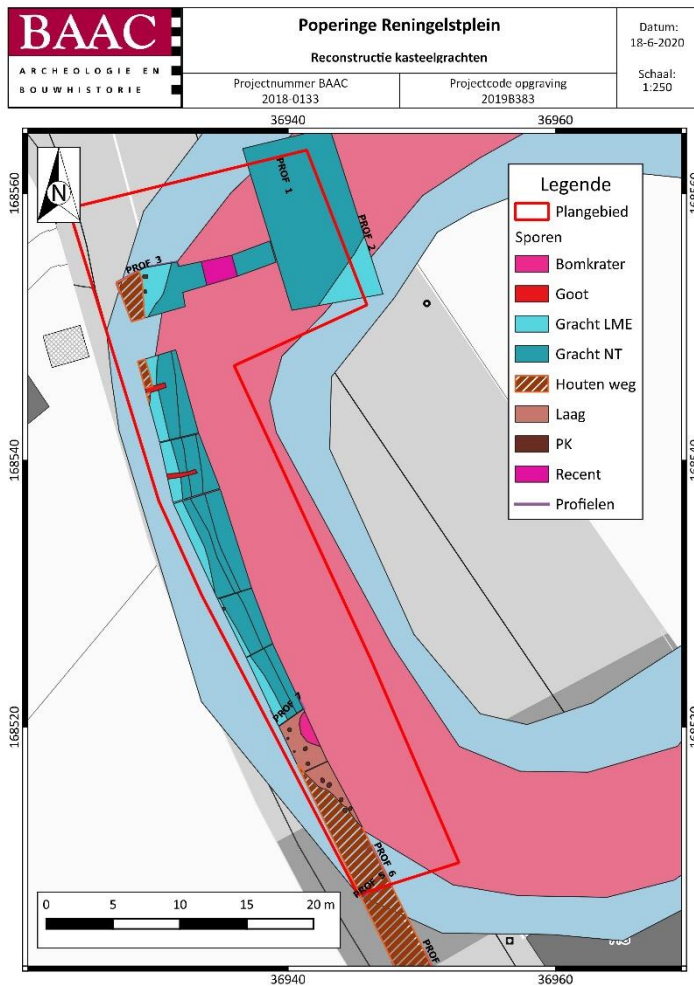 BAAC
ARCHEOLOGIE EN
BOUWHISTORIE
Poperinge Reningelstplein
Reconstructie kasteelgrachten
Projectnummer BAAC
2018-0133
Projectcode opgraving
2019B383
Datum:
18-6-2020
Schaal:
1:250
36940
36960
168560
168560
N
PROF 1
PROF 2
PROF 3
Legende
Plangebied
Sporen
Bomkrater
Goot
Gracht LME
Gracht NT
Houten weg
Laag
PK
Recent
Profielen
168540
168540
168520
168520
PROF
PROF 6
PROF 5
PROF
0 5 10 15 20 m
36940
36960